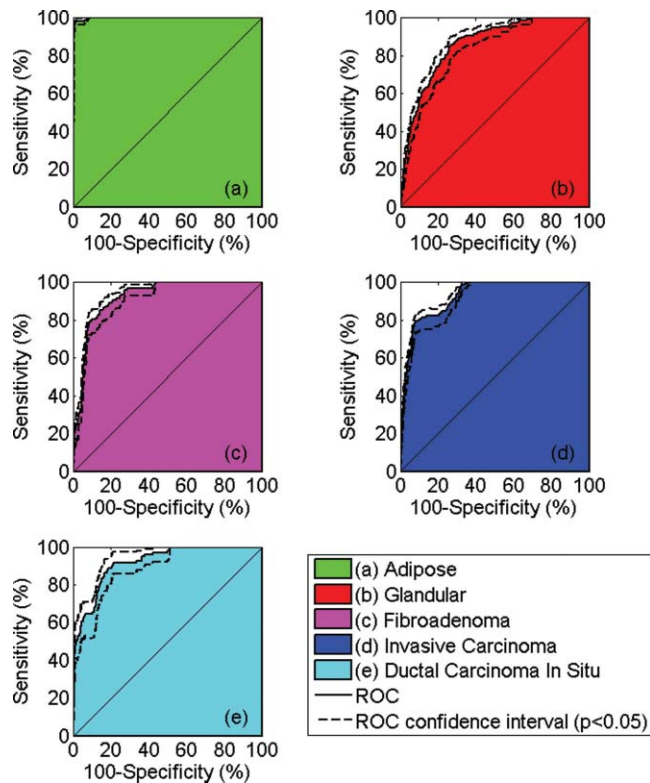 100
80
60
40
20
0
Sensitivity (%)
(a)
0 20 40 60 80 100
100-Specificity (%)
100
80
60
40
20
0
Sensitivity (%)
(b)
0 20 40 60 80 100
100-Specificity (%)
100
80
60
40
20
0
Sensitivity (%)
(c)
0 20 40 60 80 100
100-Specificity (%)
100
80
60
40
20
0
Sensitivity (%)
(d)
0 20 40 60 80 100
100-Specificity (%)
100
80
60
40
20
0
Sensitivity (%)
(e)
0 20 40 60 80 100
100-Specificity (%)
(a) Adipose
(b) Glandular
(c) Fibroadenoma
(d) Invasive Carcinoma
(e) Ductal Carcinoma In Situ
ROC
ROC confidence interval (p<0.05)